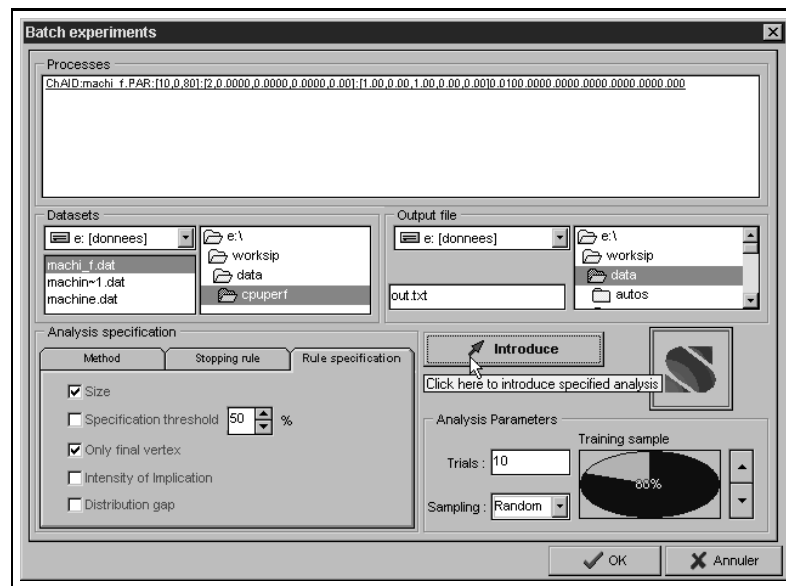 Batch experiments
Processes
ChAID:machi_f.PAR:[10,0,80]:[2,0.0000,0.0000,0.0000,0.00]:[1.00,0.00,1.00,0.00,0.00]0.0100.0000.0000.0000.0000.0000.000
Datasets
e: [donnees]
machi_f.dat
machin~1.dat
machine.dat
e:\
worksip
data
cpuperf
Output file
e: [donnees]
out.txt
e:\
worksip
data
autos
Analysis specification
Method
Stopping rule
Rule specification
Size
Specification threshold 50 %
Only final vertex
Intensity of Implication
Distribution gap
Introduce
Click here to introduce specified analysis
Analysis Parameters
Trials : 10
Sampling : Random
Training sample
OK
Annuler